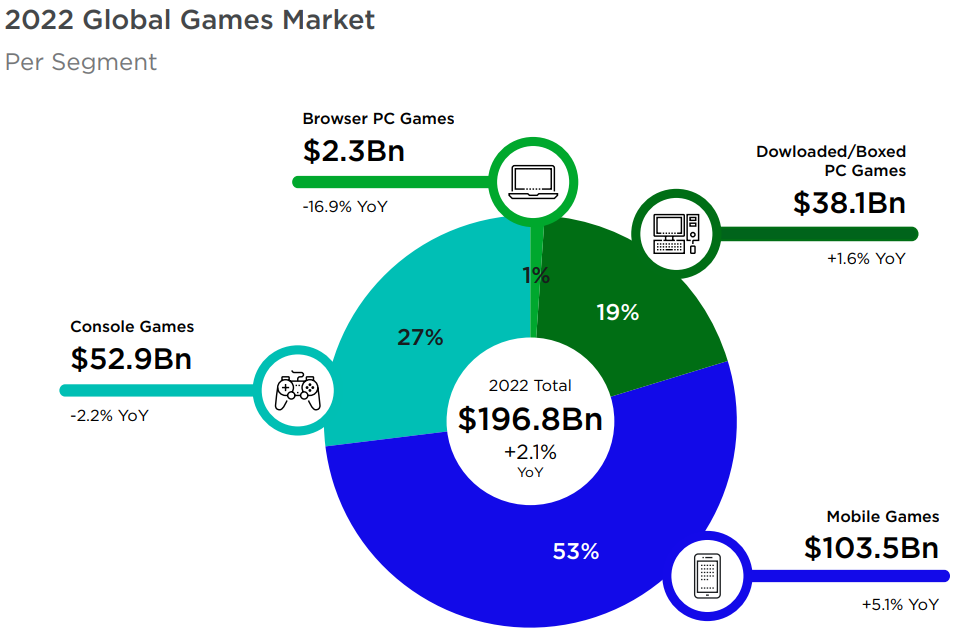 2022 Global Games Market
Per Segment
Browser PC Games
$2.3Bn
-16.9% YoY
Dowloaded/Boxed
PC Games
$38.1Bn
+1.6% YoY
1%
19%
27%
Console Games
$52.9Bn
-2.2% YoY
2022 Total
$196.8Bn
+2.1%
YoY
53%
Mobile Games
$103.5Bn
+5.1% YoY